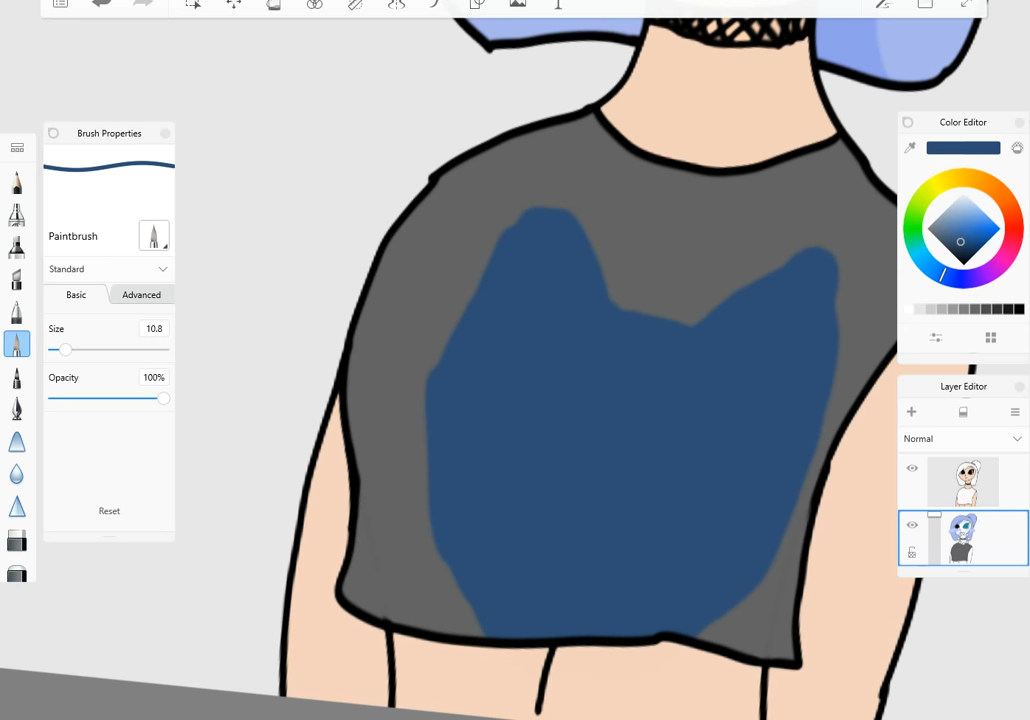 Brush Properties
Paintbrush
Standard
Basic Advanced
Size 10.8
Opacity 100%
Reset
Color Editor
Layer Editor
Normal